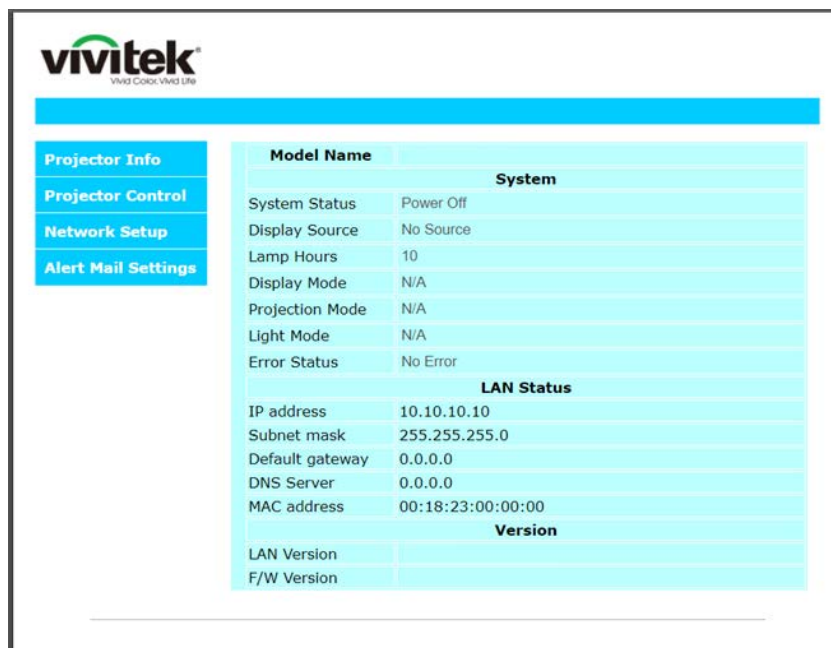 vivitek®
Vivid Color, Vivid Life
Projector Info
Projector Control
Network Setup
Alert Mail Settings
Model Name
System
System Status Power Off
Display Source No Source
Lamp Hours 10
Display Mode N/A
Projection Mode N/A
Light Mode N/A
Error Status No Error
LAN Status
IP address 10.10.10.10
Subnet mask 255.255.255.0
Default gateway 0.0.0.0
DNS Server 0.0.0.0
MAC address 00:18:23:00:00:00
Version
LAN Version
F/W Version